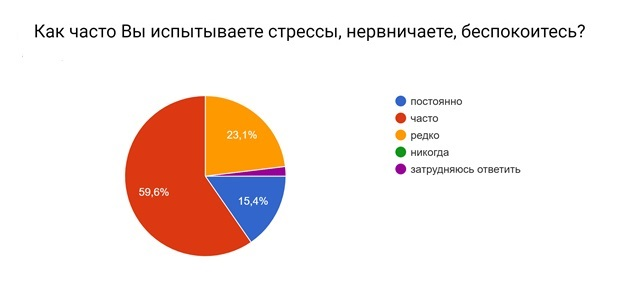 Как часто Вы испытываете стрессы, нервничаете, беспокоитесь?
23,1%
59,6%
15,4%
постоянно
часто
редко
никогда
затрудняюсь ответить